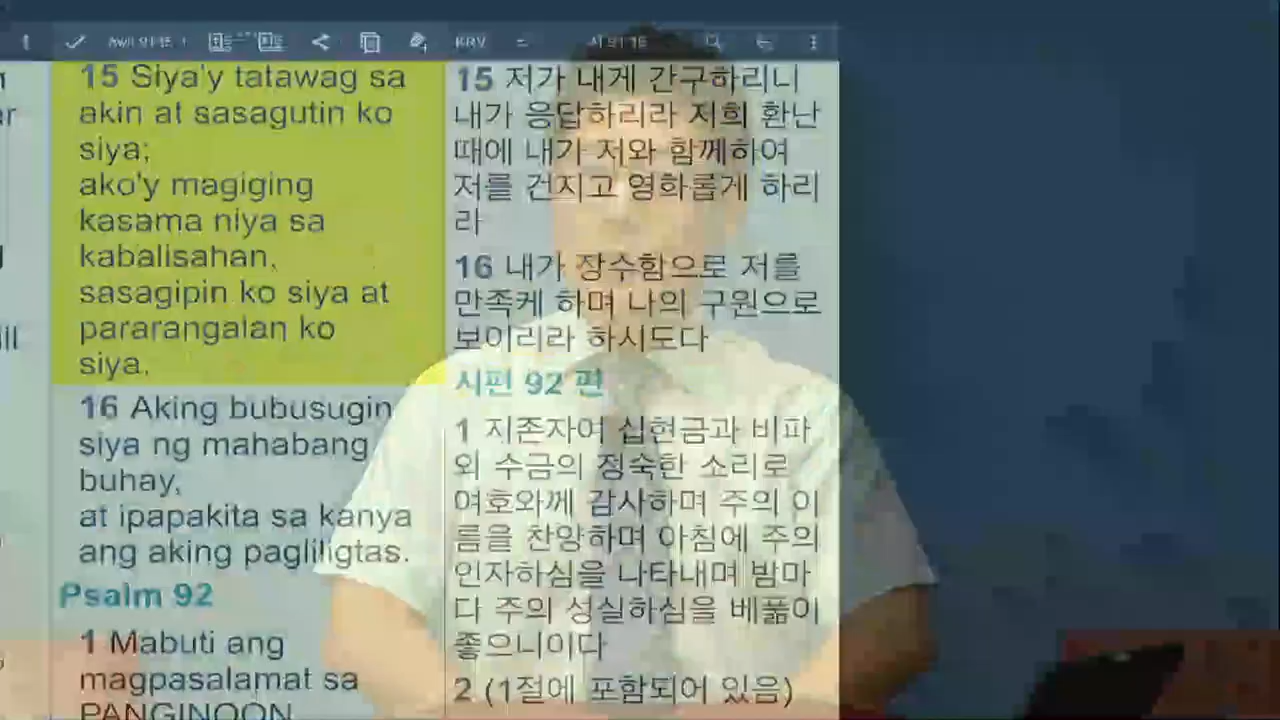 15 Siya'y tatawag sa
akin at sasagutin ko
siya;
ako'y magiging
kasama niya sa
kabalisahan,
sasagipin ko siya at
pararangalan ko
siya.
16 Aking bubusugin
siya ng mahabang
buhay,
at ipapakita sa kanya
ang aking pagliligtas.
Psalm 92
1 Mabuti ang
magpasalamat sa
PANGINOON
KRV
15 저가 내게 간구하리니
내가 응답하리라 저희 환난
때에 내가 저와 함께하여
저를 건지고 영화롭게 하리
라
16 내가 장수함으로 저를
만족케 하며 나의 구원으로
보이리라 하시도다
시편 92 편
1 지존자여 십현금과 비파
와 수금의 정숙한 소리로
여호와께 감사하며 주의 이
름을 찬양하며 아침에 주의
인자하심을 나타내며 밤마
다 주의 성실하심을 베풂이
좋으니이다
2 (1절에 포함되어 있음)